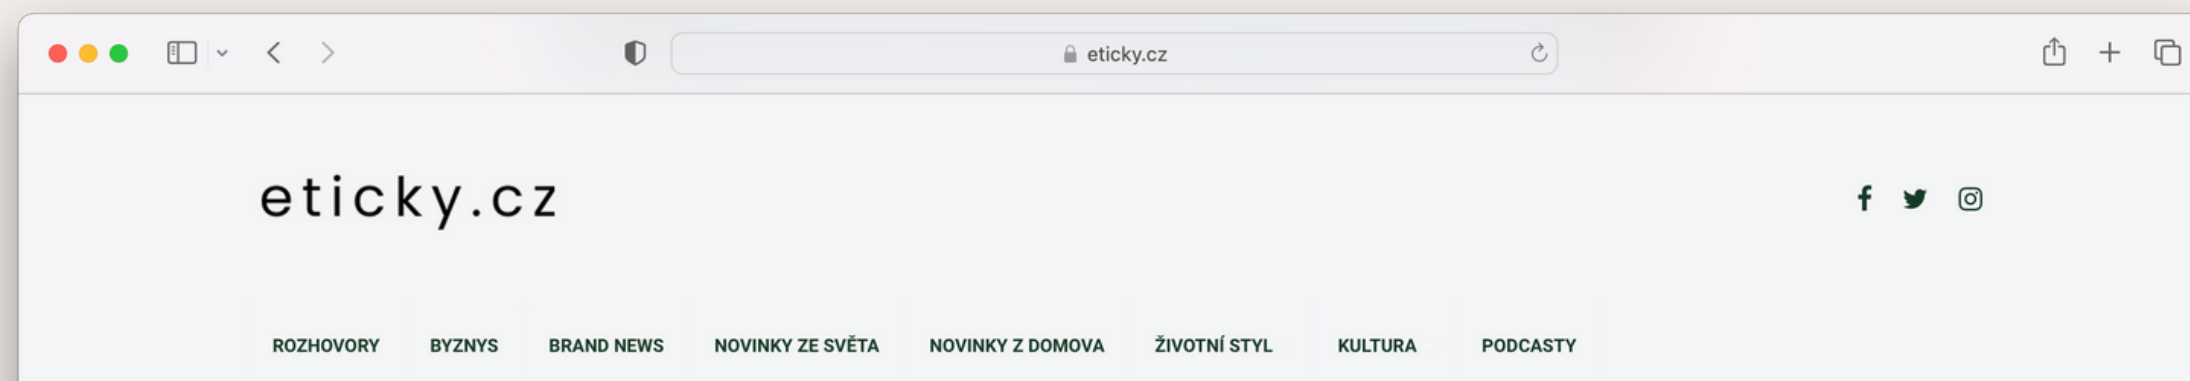 eticky.cz
eticky.cz
ROZHOVORY BYZNYS BRAND NEWS NOVINKY ZE SVĚTA NOVINKY Z DOMOVA ŽIVOTNÍ STYL KULTURA PODCASTY